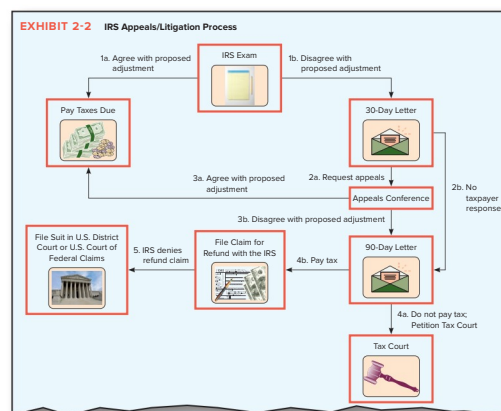 EXHIBIT 2-2 IRS Appeals/Litigation Process
1a. Agree with proposed
adjustment
IRS Exam
1b. Disagree with
proposed adjustment
Pay Taxes Due
30-Day Letter
3a. Agree with proposed
adjustment
2a. Request appeals
2b. No
taxpayer
response
Appeals Conference
3b. Disagree with proposed adjustment
File Suit in U.S. District
Court or U.S. Court of
Federal Claims
5. IRS denies
refund claim
File Claim for
Refund with the IRS
4b. Pay tax
90-Day Letter
4a. Do not pay tax;
Petition Tax Court
Tax Court